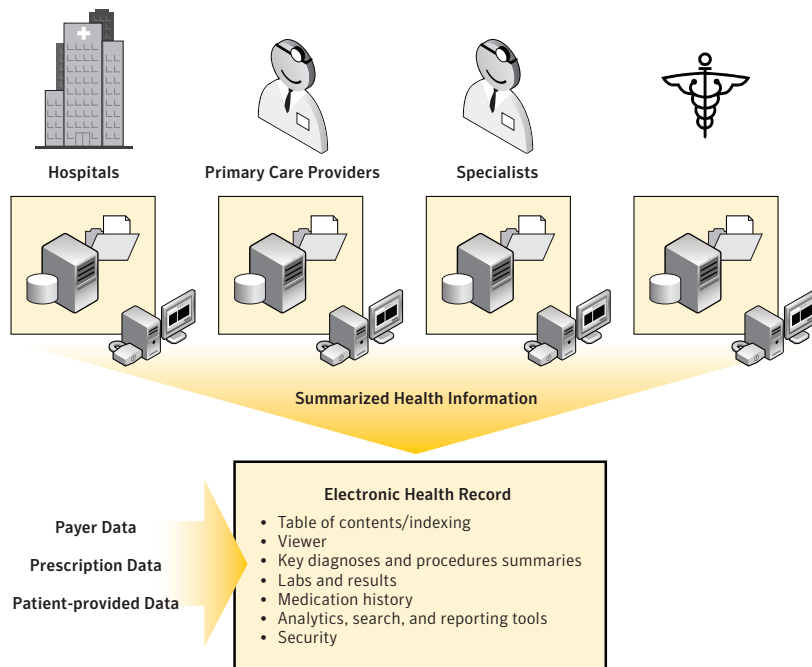 Hospitals
Primary Care Providers
Specialists
Summarized Health Information
Payer Data
Prescription Data
Patient-provided Data
Electronic Health Record
• Table of contents/indexing
• Viewer
• Key diagnoses and procedures summaries
• Labs and results
• Medication history
• Analytics, search, and reporting tools
• Security